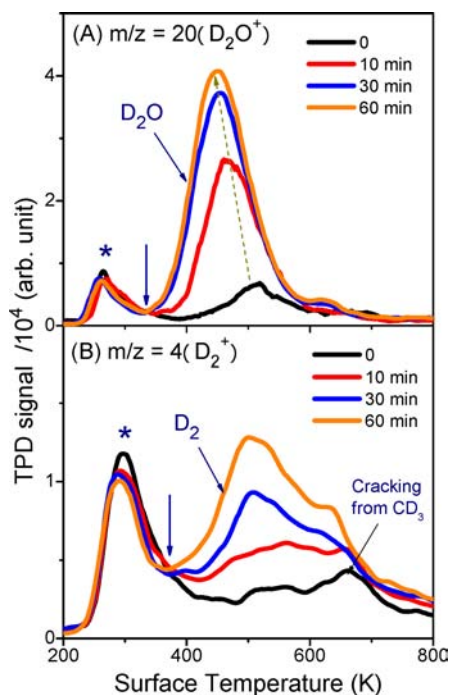 (A) m/z = 20(D₂O⁺)
0
10 min
30 min
60 min
D₂O
*
4
2
0
TPD signal /10⁴ (arb. unit)
(B) m/z = 4(D₂⁺)
0
10 min
30 min
60 min
*
D₂
Cracking
from CD₃
1
0
200 400 600 800
Surface Temperature (K)